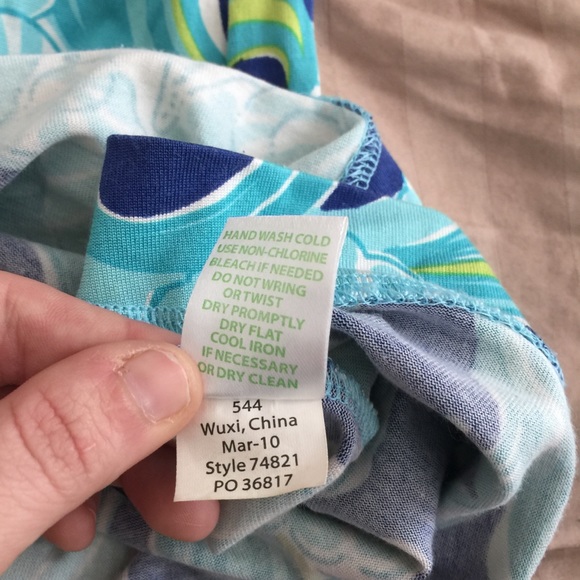 HAND WASH COLD
USE NON-CHLORINE
BLEACH IF NEEDED
DO NOT WRING
OR TWIST
DRY PROMPTLY
DRY FLAT
COOL IRON
IF NECESSARY
OR DRY CLEAN
544
Wuxi, China
Mar-10
Style 74821
PO 36817